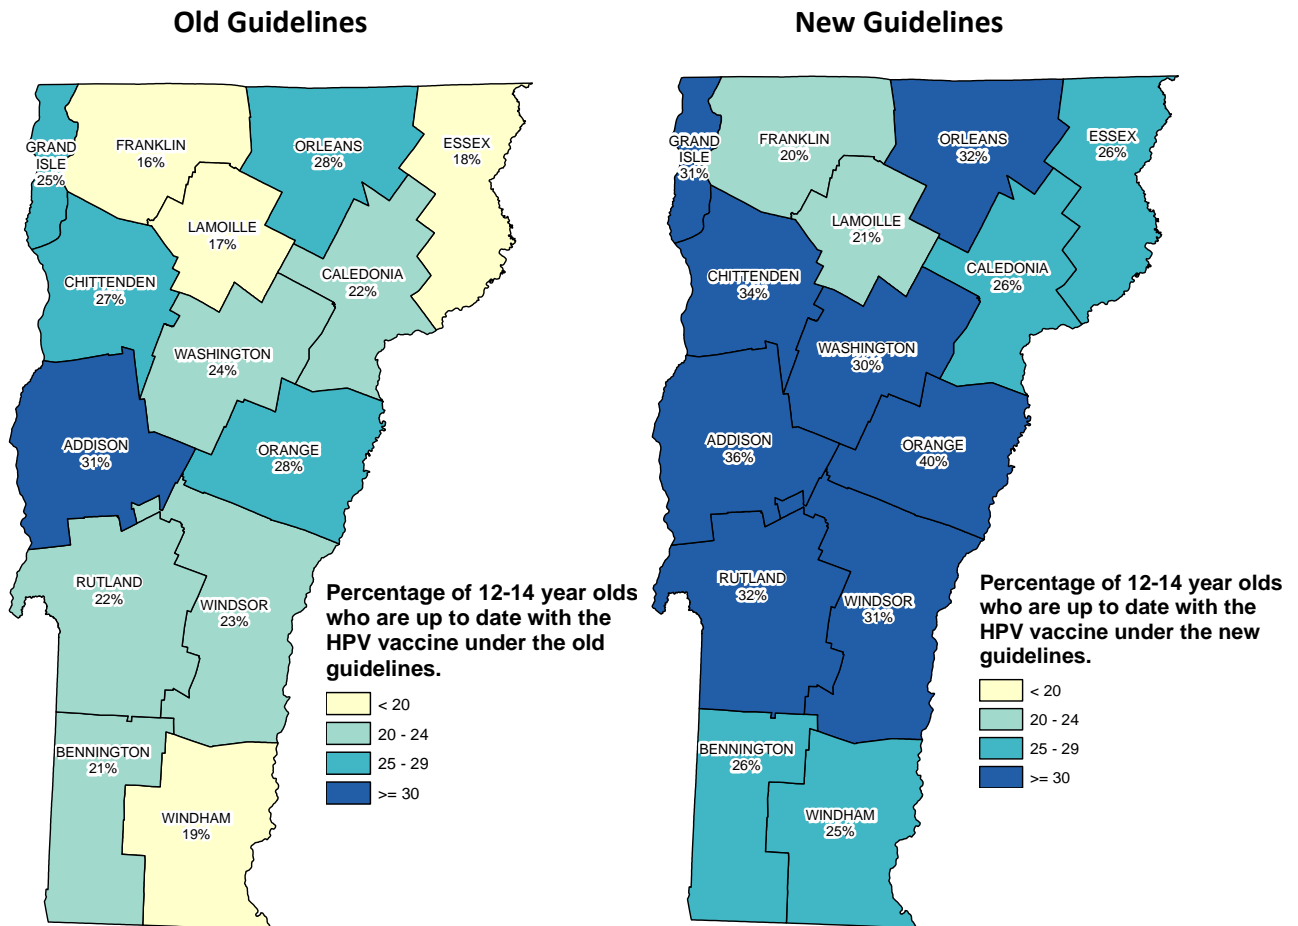 Old Guidelines
GRAND
ISLE
25%
FRANKLIN
16%
ORLEANS
28%
ESSEX
18%
LAMOILLE
17%
CHITTENDEN
27%
CALEDONIA
22%
WASHINGTON
24%
ADDISON
31%
ORANGE
28%
RUTLAND
22%
WINDSOR
23%
BENNINGTON
21%
WINDHAM
19%
Percentage of 12-14 year olds
who are up to date with the
HPV vaccine under the old
guidelines.
< 20
20 - 24
25 - 29
>= 30
New Guidelines
GRAND
ISLE
31%
FRANKLIN
20%
ORLEANS
32%
ESSEX
26%
LAMOILLE
21%
CHITTENDEN
34%
CALEDONIA
26%
WASHINGTON
30%
ADDISON
36%
ORANGE
40%
RUTLAND
32%
WINDSOR
31%
BENNINGTON
26%
WINDHAM
25%
Percentage of 12-14 year olds
who are up to date with the
HPV vaccine under the new
guidelines.
< 20
20 - 24
25 - 29
>= 30